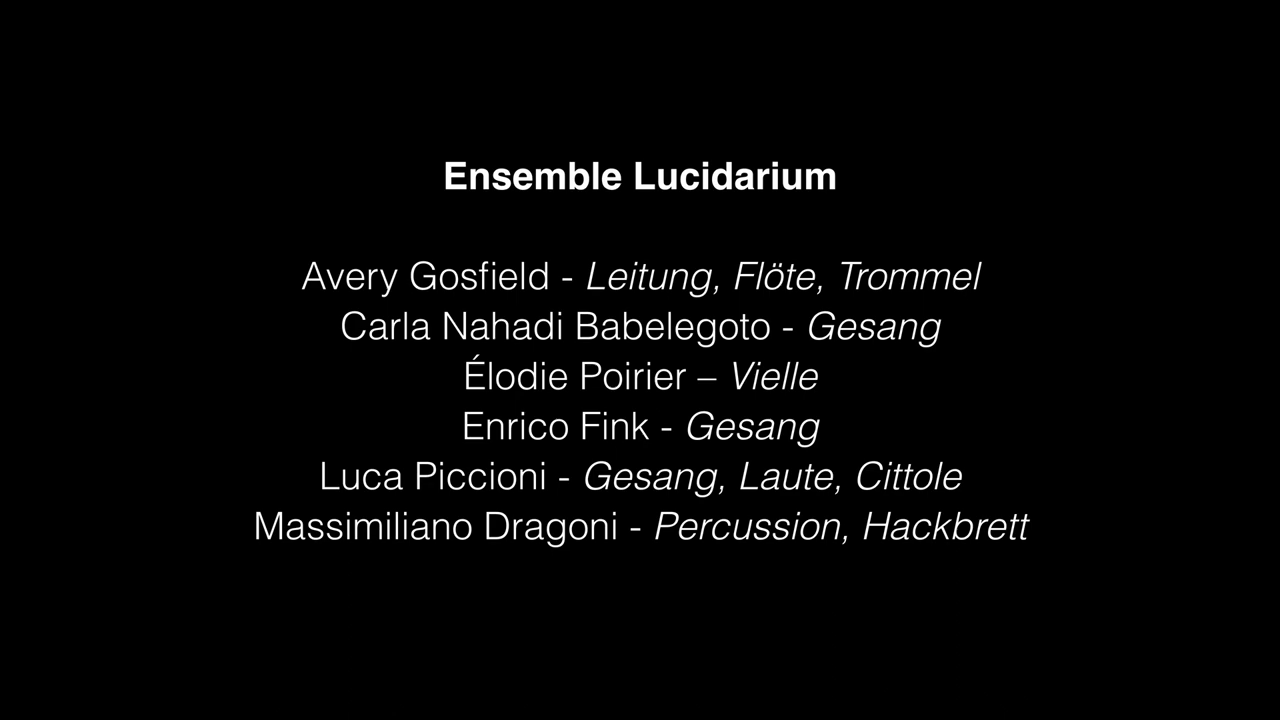 Ensemble Lucidarium
Avery Gosfield - Leitung, Flöte, Trommel
Carla Nahadi Babelegoto - Gesang
Élodie Poirier – Vielle
Enrico Fink - Gesang
Luca Piccioni - Gesang, Laute, Cittole
Massimiliano Dragoni - Percussion, Hackbrett